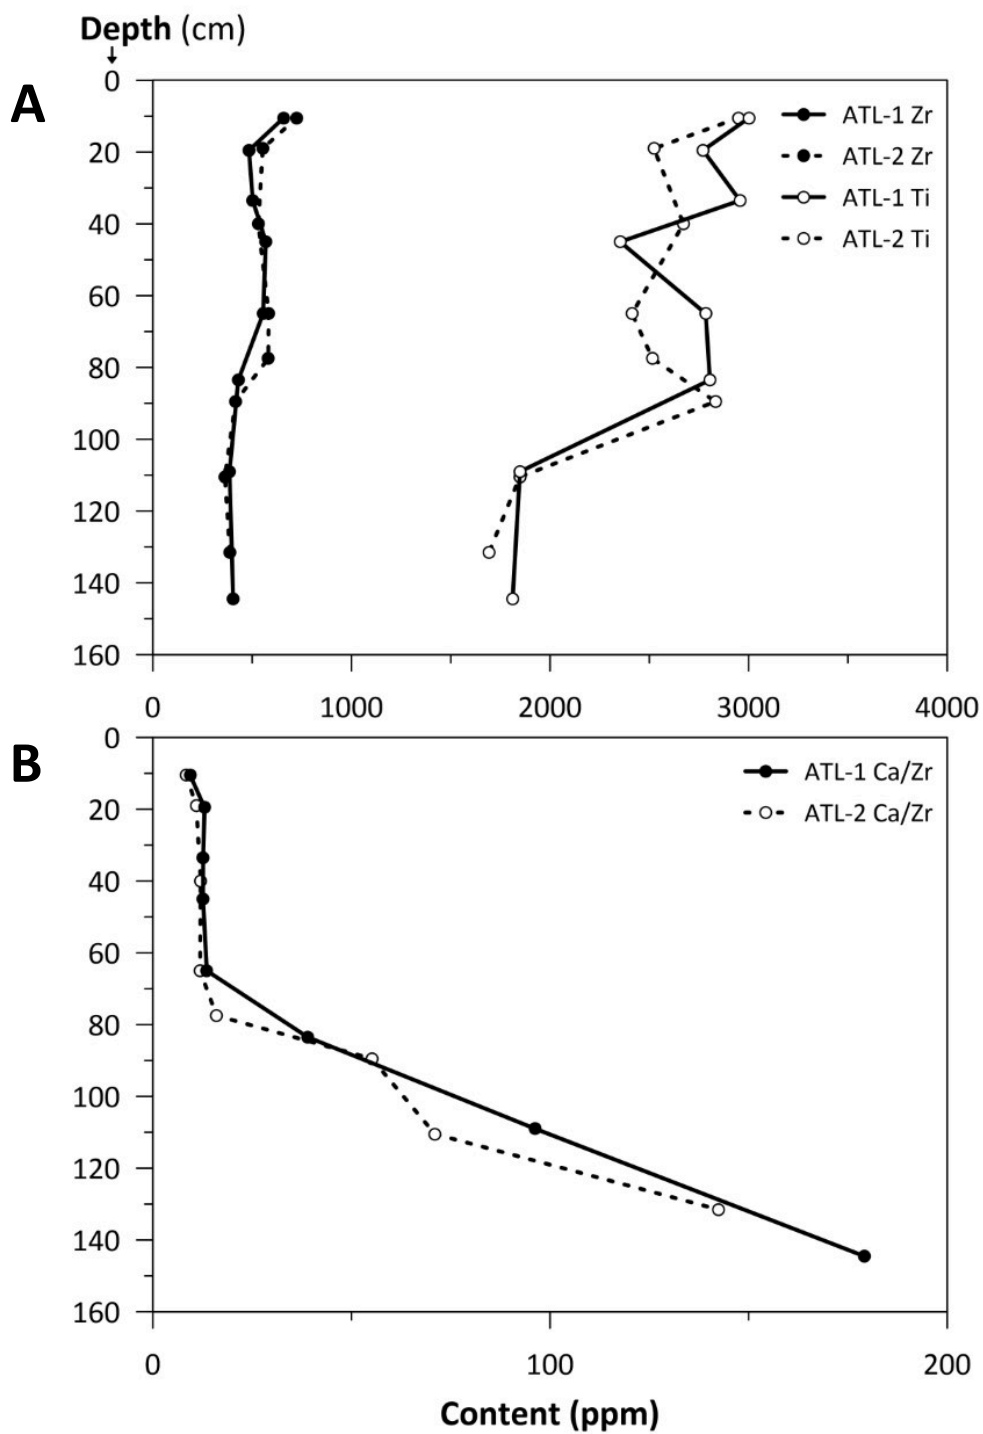 Depth (cm)
A
0
20
40
60
80
100
120
140
160
ATL-1 Zr
ATL-2 Zr
ATL-1 Ti
ATL-2 Ti
0 1000 2000 3000 4000
B
0
20
40
60
80
100
120
140
160
ATL-1 Ca/Zr
ATL-2 Ca/Zr
0 100 200
Content (ppm)